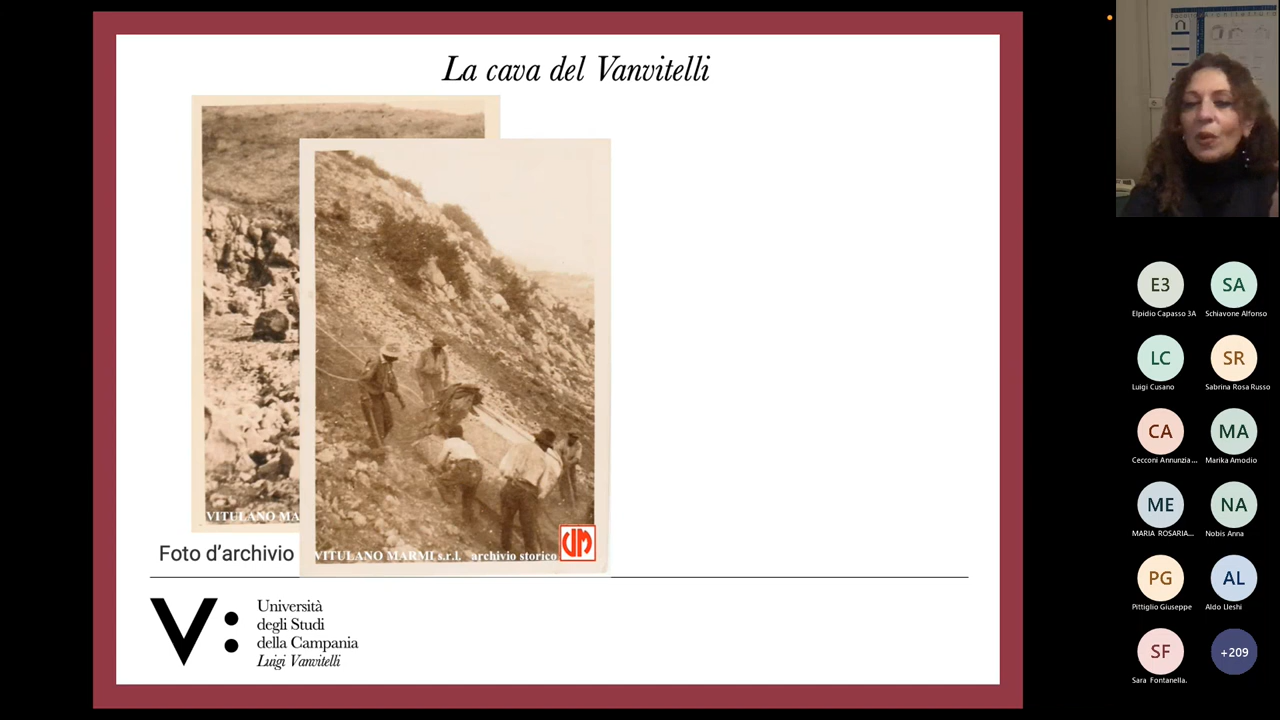 La cava del Vanvitelli
VITULANO MA
VITULANO MARMI s.r.l. archivio storico
Foto d'archivio
V:
Università
degli Studi
della Campania
Luigi Vanvitelli
E3
Elpidio Capasso 3A
SA
Schiavone Alfonso
LC
Luigi Cusano
SR
Sabrina Rosa Russo
CA
Cecconi Annunzia...
MA
Marika Amodio
ME
MARIA ROSARIA...
NA
Nobis Anna
PG
Pittiglio Giuseppe
AL
Aldo Lleshi
SF
Sara Fontanella.
+209